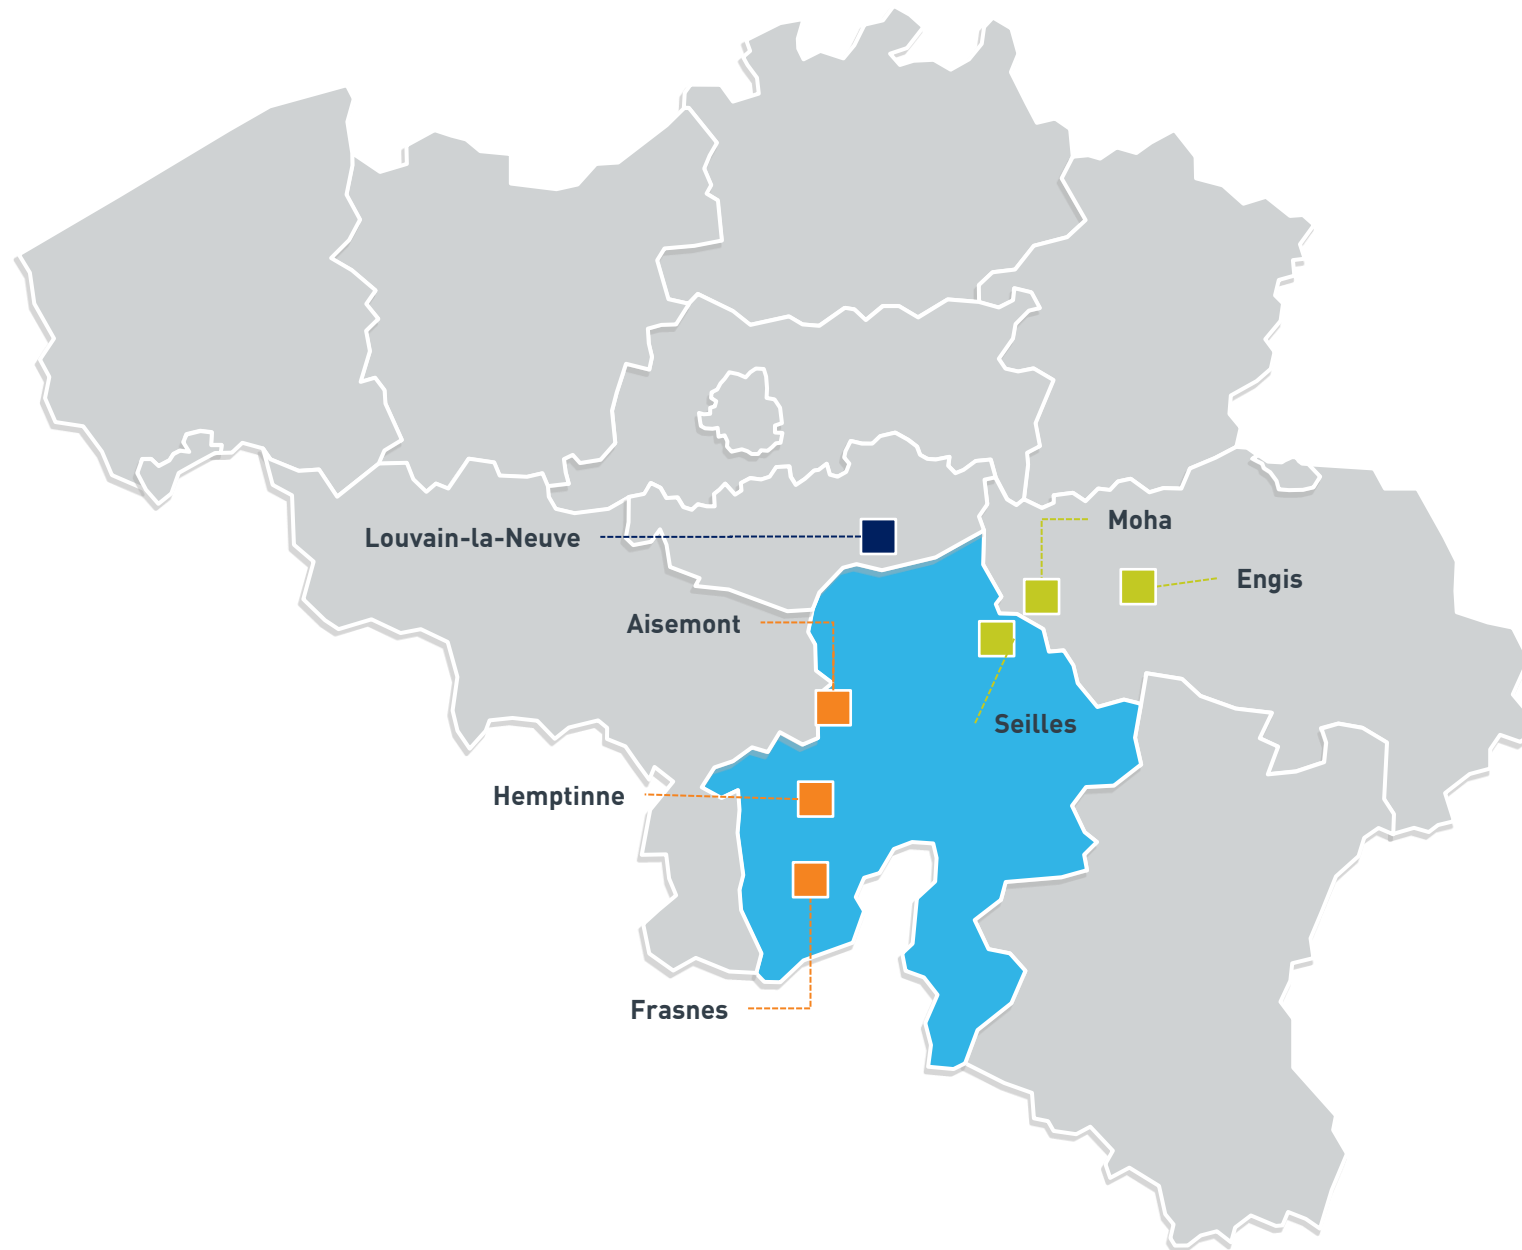 Moha
Louvain-la-Neuve
Engis
Aisemont
Seilles
Hemptinne
Frasnes